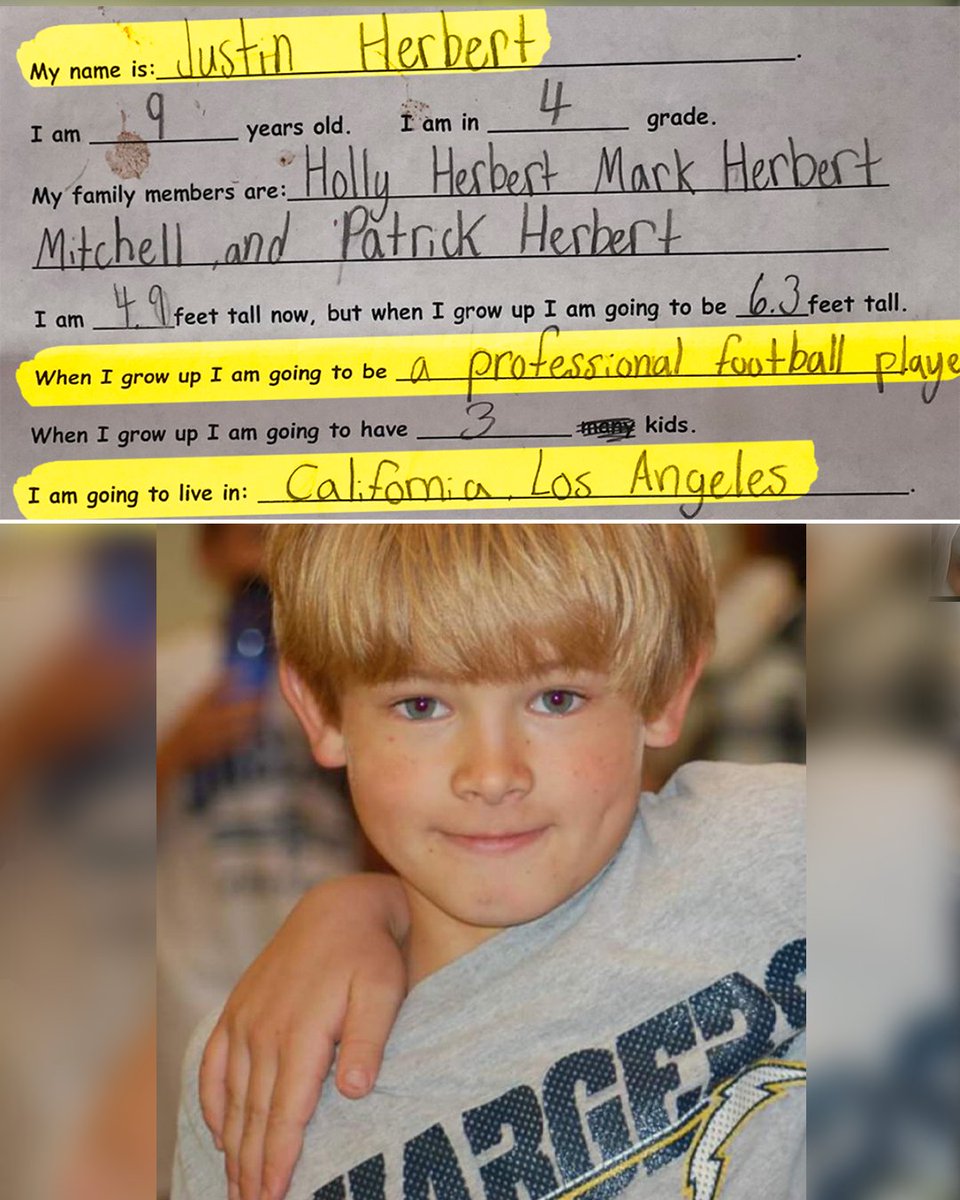 My name is: Justin Herbert.
I am 9 years old. I am in 4 grade.
My family members are: Holly Herbert Mark Herbert
Mitchell, and Patrick Herbert
I am 4.9 feet tall now, but when I grow up I am going to be 6.3 feet tall.
When I grow up I am going to be a professional football playe
When I grow up I am going to have 3 many kids.
I am going to live in: California, Los Angeles.
HARGERS